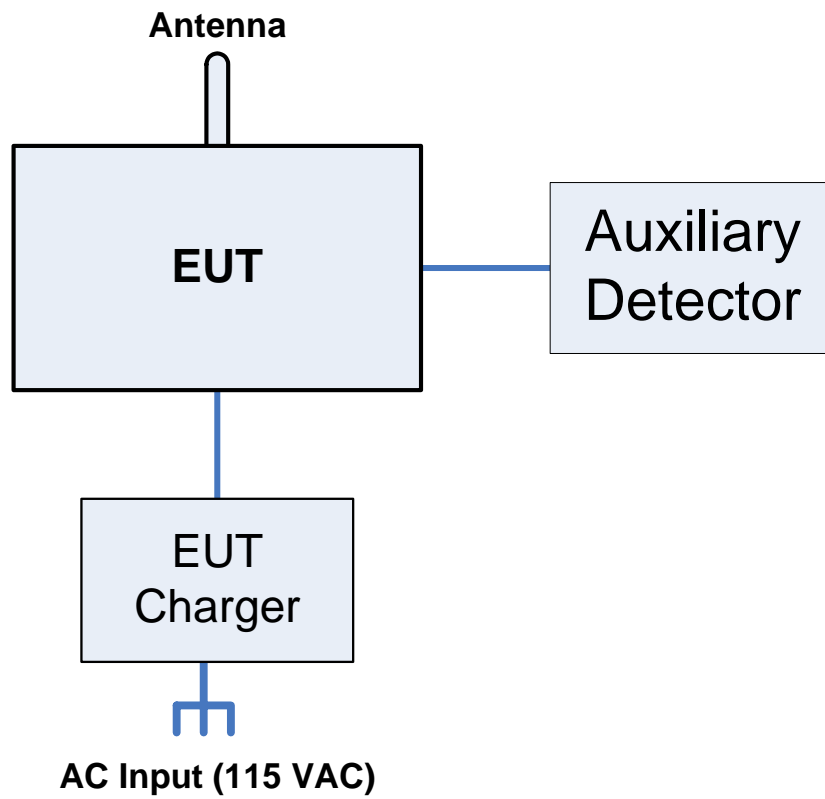 Antenna
EUT
Auxiliary
Detector
EUT
Charger
AC Input (115 VAC)